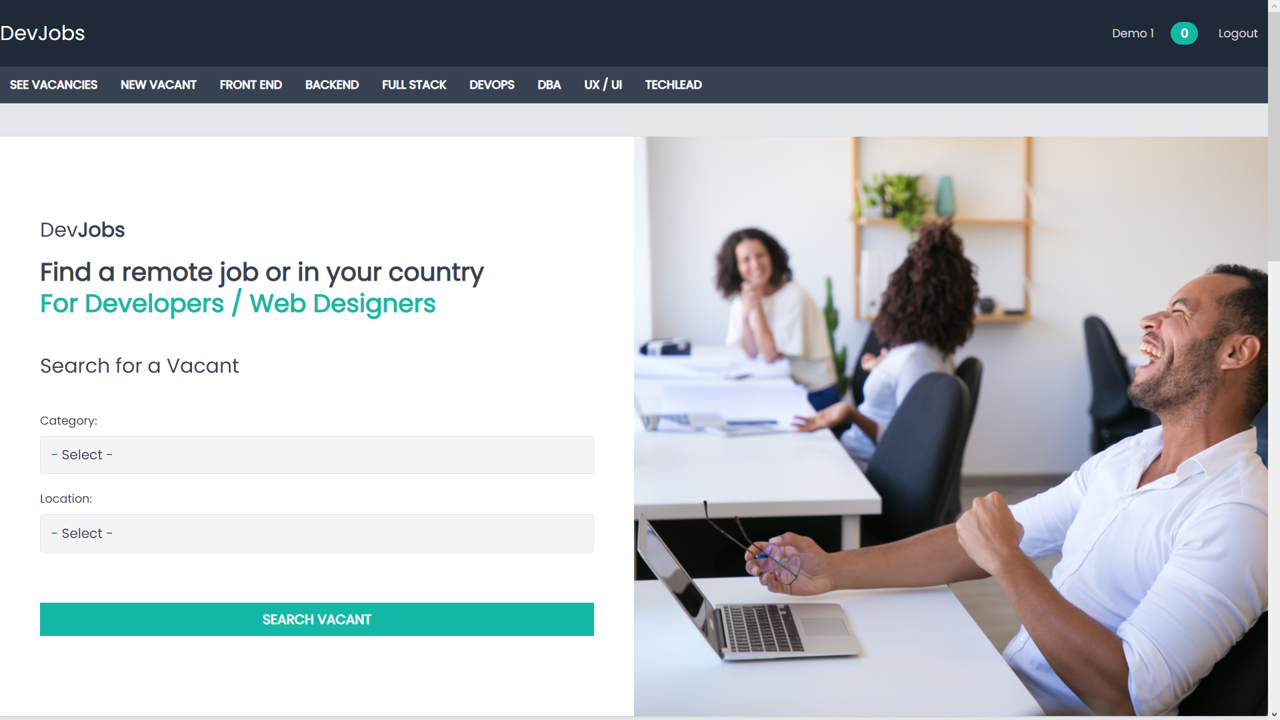 DevJobs
Demo 1 0 Logout
SEE VACANCIES NEW VACANT FRONT END BACKEND FULL STACK DEVOPS DBA UX / UI TECHLEAD
DevJobs
Find a remote job or in your country
For Developers / Web Designers
Search for a Vacant
Category:
- Select -
Location:
- Select -
SEARCH VACANT